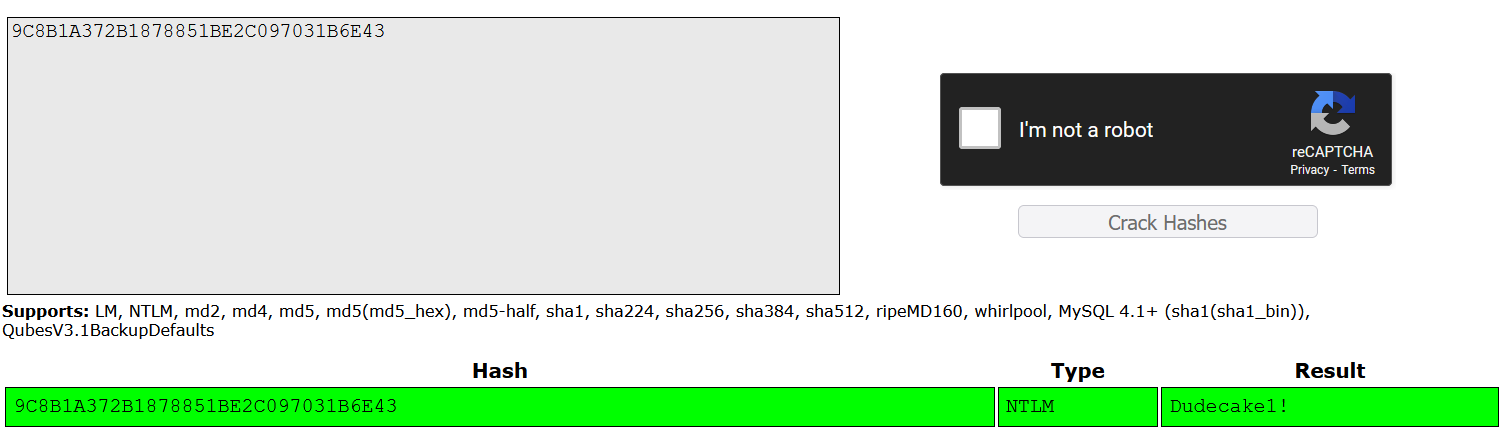 9C8B1A372B1878851BE2C097031B6E43
I'm not a robot
reCAPTCHA
Privacy - Terms
Crack Hashes
Supports: LM, NTLM, md2, md4, md5, md5(md5_hex), md5-half, sha1, sha224, sha256, sha384, sha512, ripeMD160, whirlpool, MySQL 4.1+ (sha1(sha1_bin)),
QubesV3.1BackupDefaults
Hash Type Result
9C8B1A372B1878851BE2C097031B6E43 NTLM Dudecake1!